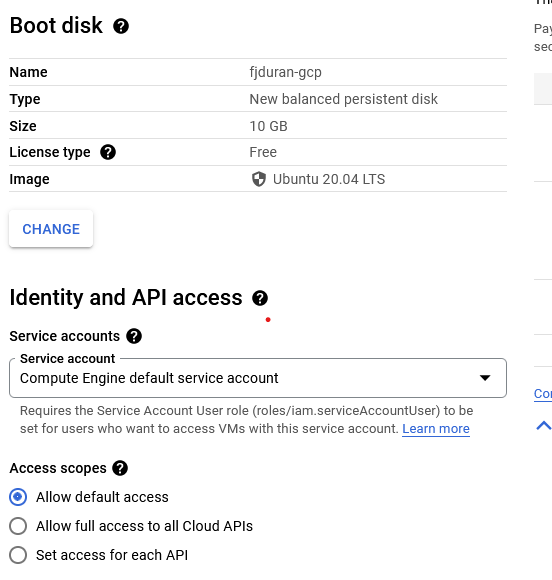 Boot disk
Name fjduran-gcp
Type New balanced persistent disk
Size 10 GB
License type Free
Image Ubuntu 20.04 LTS
CHANGE
Identity and API access
Service accounts
Service account
Compute Engine default service account
Requires the Service Account User role (roles/iam.serviceAccountUser) to be
set for users who want to access VMs with this service account. Learn more
Access scopes
Allow default access
Allow full access to all Cloud APIs
Set access for each API
Pay